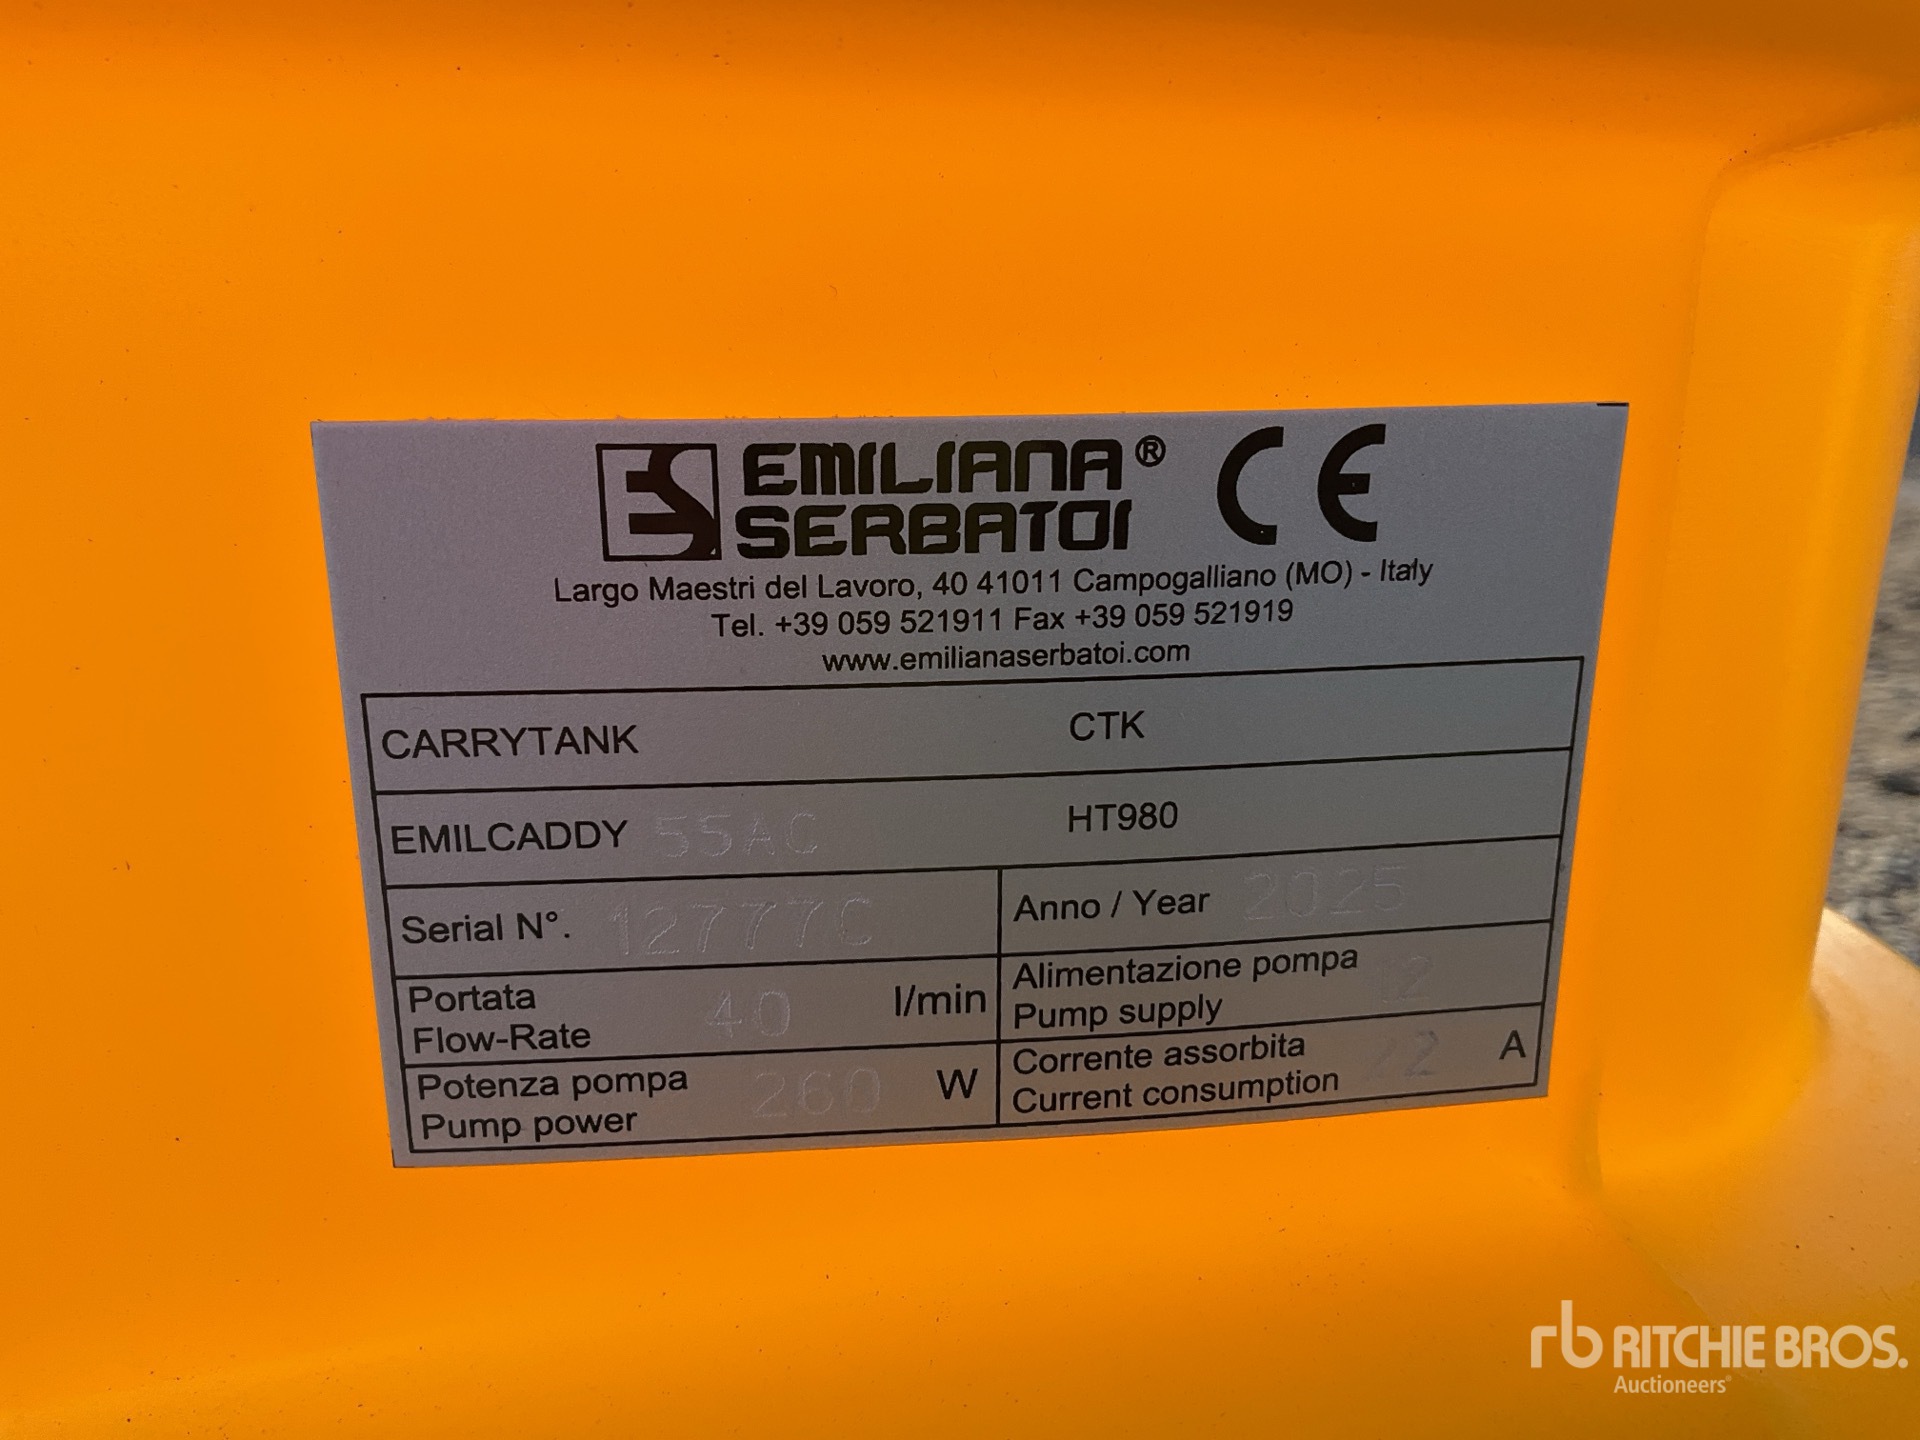 EMILIANA® CE
SERBATOI
Largo Maestri del Lavoro, 40 41011 Campogalliano (MO) - Italy
Tel. +39 059 521911 Fax +39 059 521919
www.emilianaserbatoi.com
CARRYTANK CTK
EMILCADDY 55AC HT980
Serial N°. 12777C
Anno / Year 2025
Portata
Flow-Rate 40 l/min
Alimentazione pompa
Pump supply 12
Potenza pompa
Pump power 260 W
Corrente assorbita
Current consumption 22 A
rb RITCHIE BROS.
Auctioneers